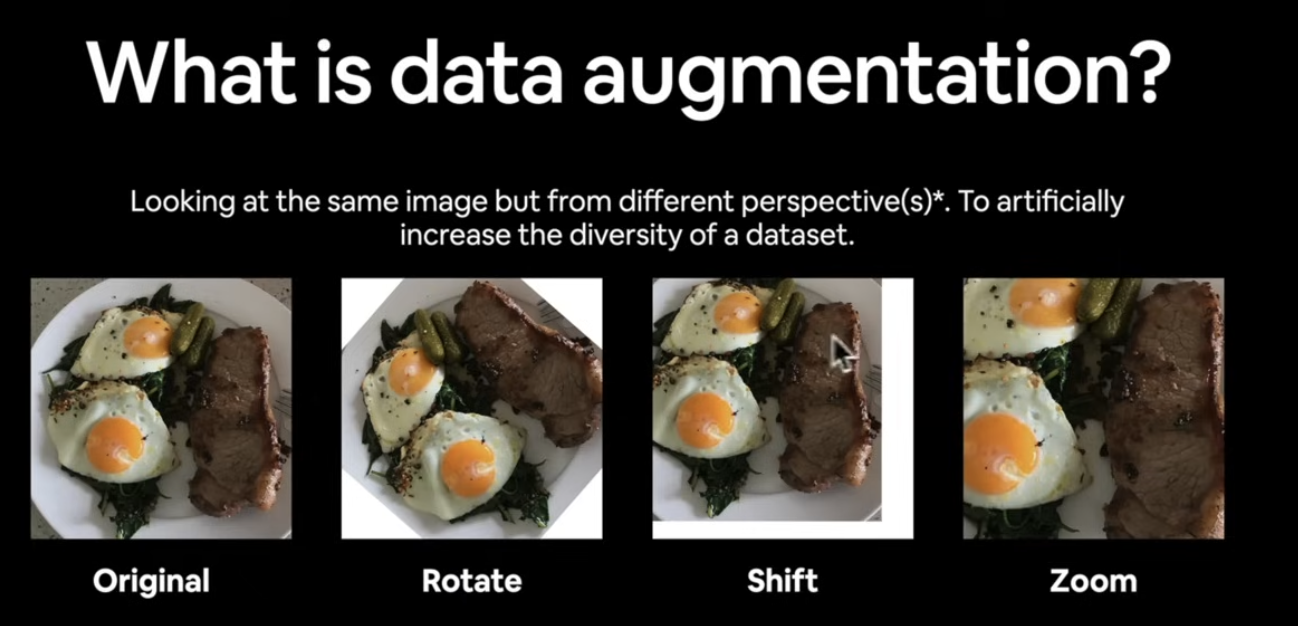 What is data augmentation?
Looking at the same image but from different perspective(s)*. To artificially
increase the diversity of a dataset.
Original
Rotate
Shift
Zoom